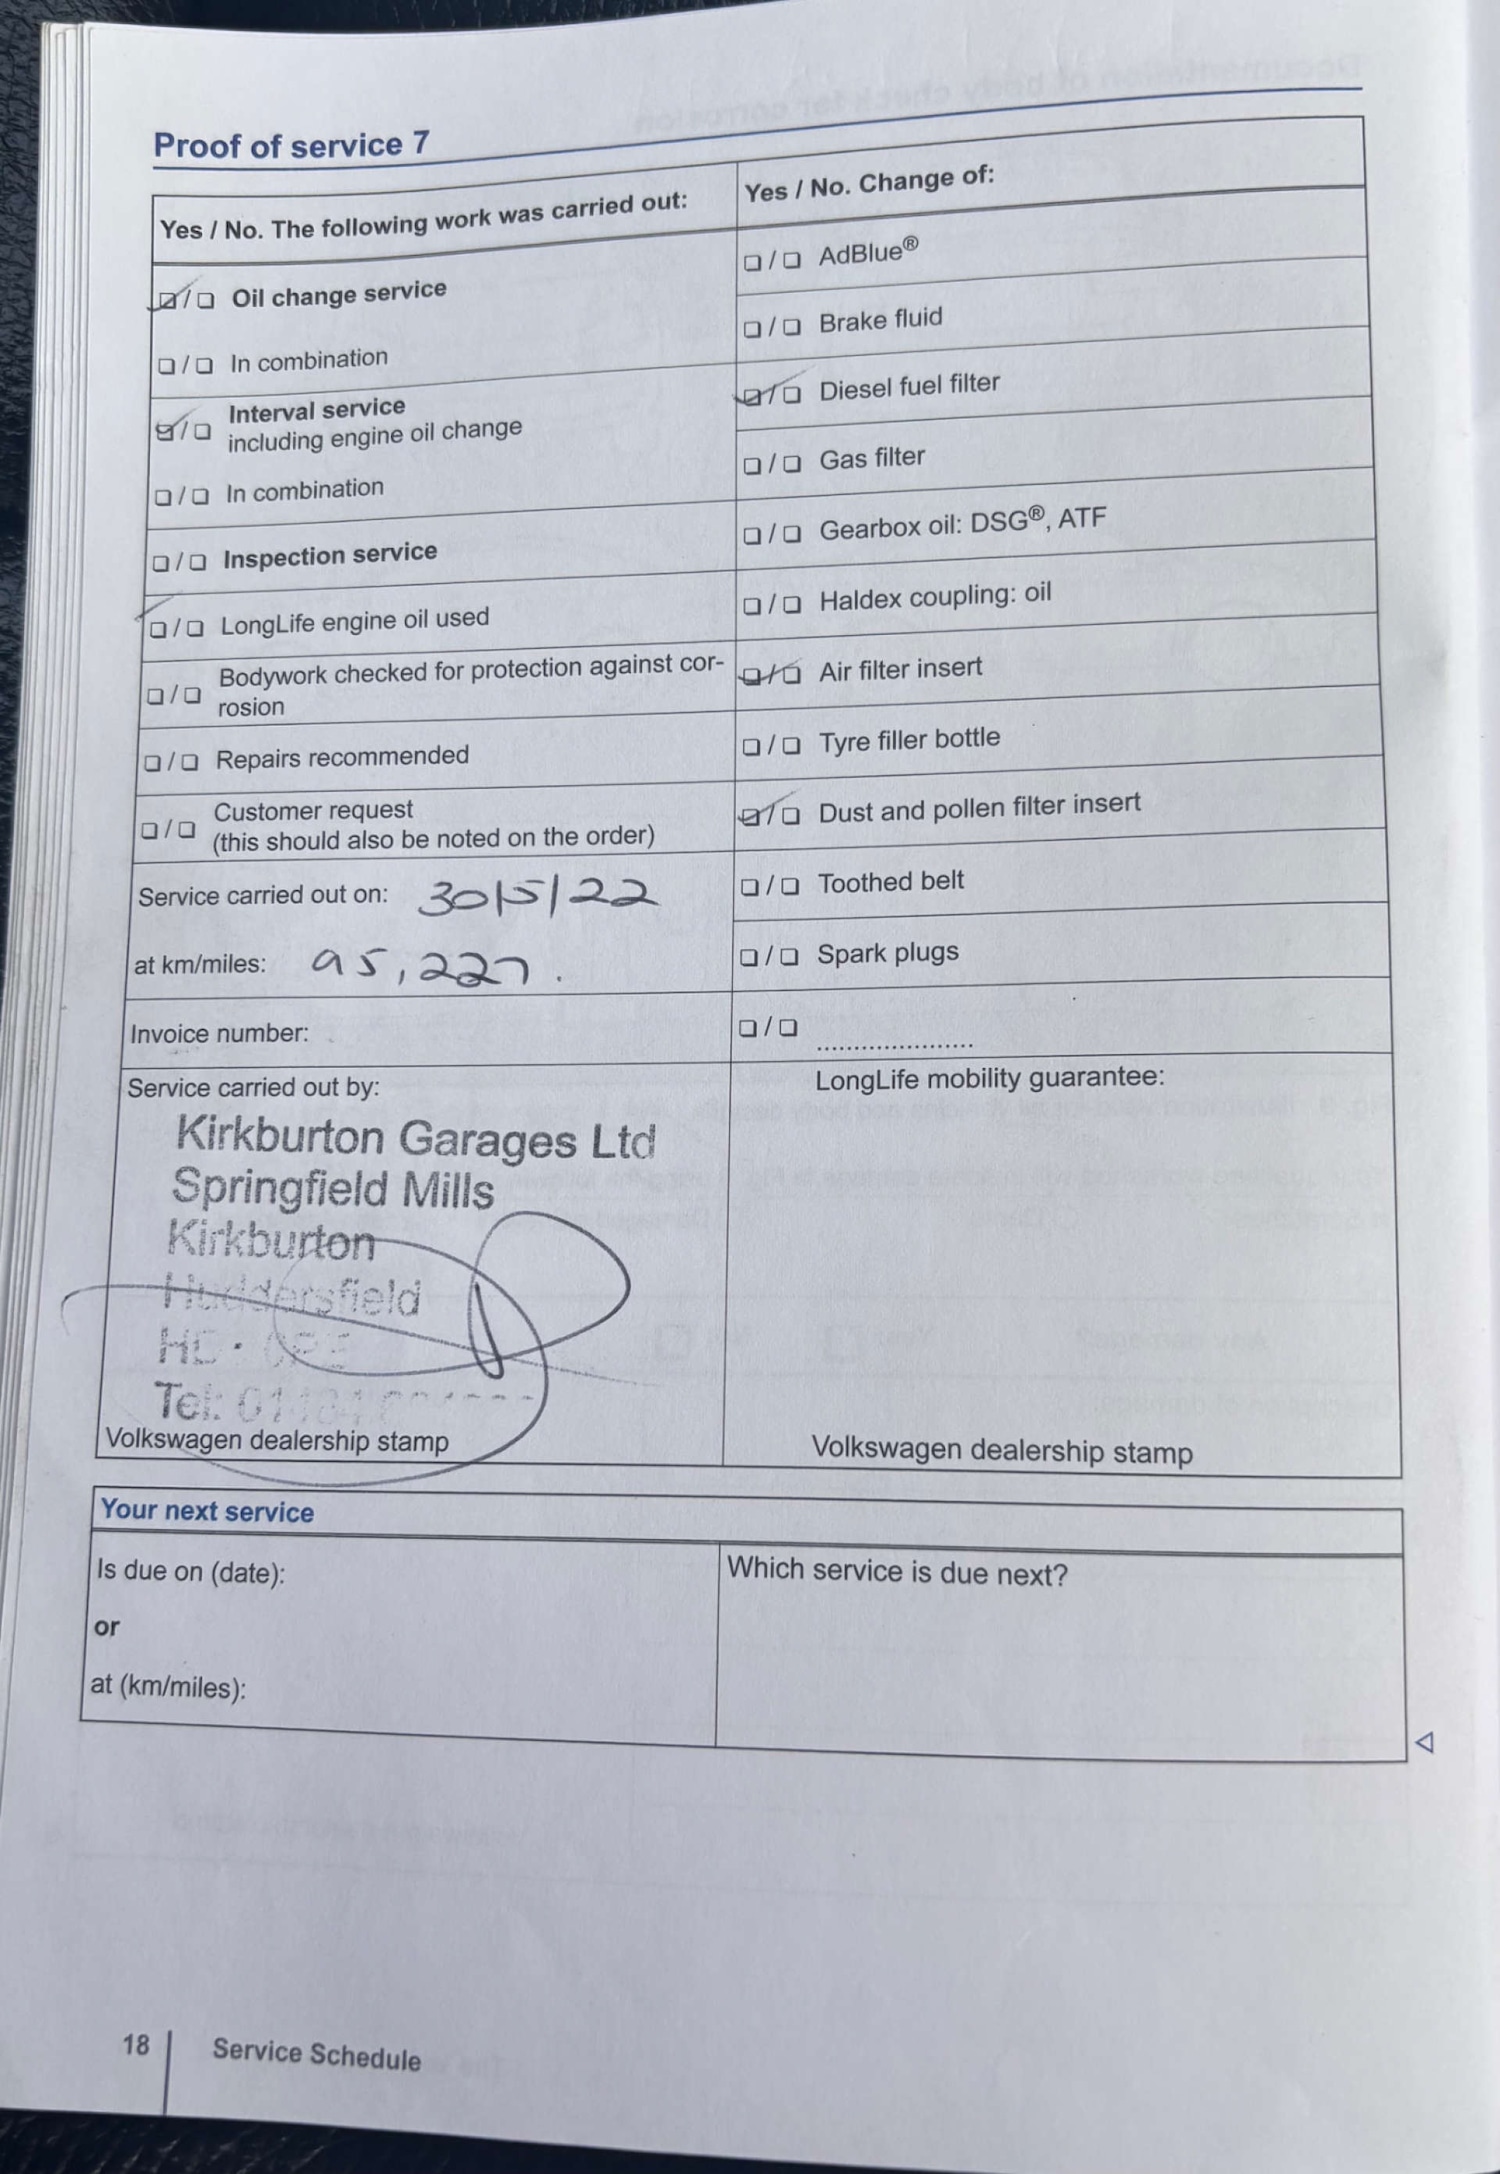 Proof of service 7
Yes / No. The following work was carried out:
☑ / ☐ Oil change service
☐ / ☐ In combination
☑ / ☐ Interval service
including engine oil change
☐ / ☐ In combination
☐ / ☐ Inspection service
☑ / ☐ LongLife engine oil used
☐ / ☐ Bodywork checked for protection against cor-
rosion
☐ / ☐ Repairs recommended
☐ / ☐ Customer request
(this should also be noted on the order)
Service carried out on: 30/5/22
at km/miles: 95,227.
Invoice number:
Service carried out by:
Kirkburton Garages Ltd
Springfield Mills
Kirkburton
Huddersfield
Tel:
Volkswagen dealership stamp
Yes / No. Change of:
☐ / ☐ AdBlue®
☐ / ☐ Brake fluid
☑ / ☐ Diesel fuel filter
☐ / ☐ Gas filter
☐ / ☐ Gearbox oil: DSG®, ATF
☐ / ☐ Haldex coupling: oil
☑ / ☐ Air filter insert
☐ / ☐ Tyre filler bottle
☑ / ☐ Dust and pollen filter insert
☐ / ☐ Toothed belt
☐ / ☐ Spark plugs
☐ / ☐ .....................
LongLife mobility guarantee:
Volkswagen dealership stamp
Your next service
Is due on (date):
or
at (km/miles):
Which service is due next?
18 Service Schedule